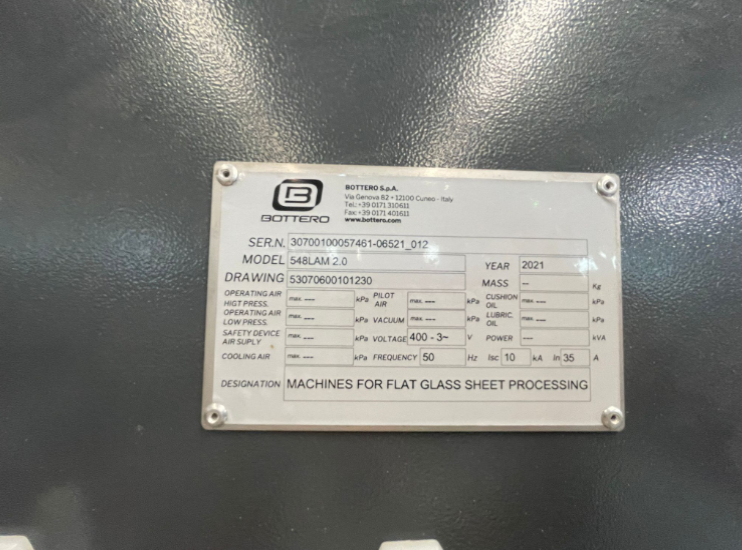 BOTTERO
BOTTERO S.p.A.
Via Genova 82 • 12100 Cuneo - Italy
Tel.: +39 0171 310611
Fax: +39 0171 401611
www.bottero.com
SER.N. 30700100057461-06521_012
MODEL 548LAM 2.0 YEAR 2021
DRAWING 53070600101230 MASS -- Kg
OPERATING AIR HIGT PRESS. max. --- kPa PILOT AIR max. --- kPa CUSHION OIL max. --- kPa
OPERATING AIR LOW PRESS. max. --- kPa VACUUM max. --- kPa LUBRIC. OIL max. --- kPa
SAFETY DEVICE AIR SUPLY max. --- kPa VOLTAGE 400 - 3~ V POWER --- kVA
COOLING AIR max. --- kPa FREQUENCY 50 Hz Isc 10 kA In 35 A
DESIGNATION MACHINES FOR FLAT GLASS SHEET PROCESSING